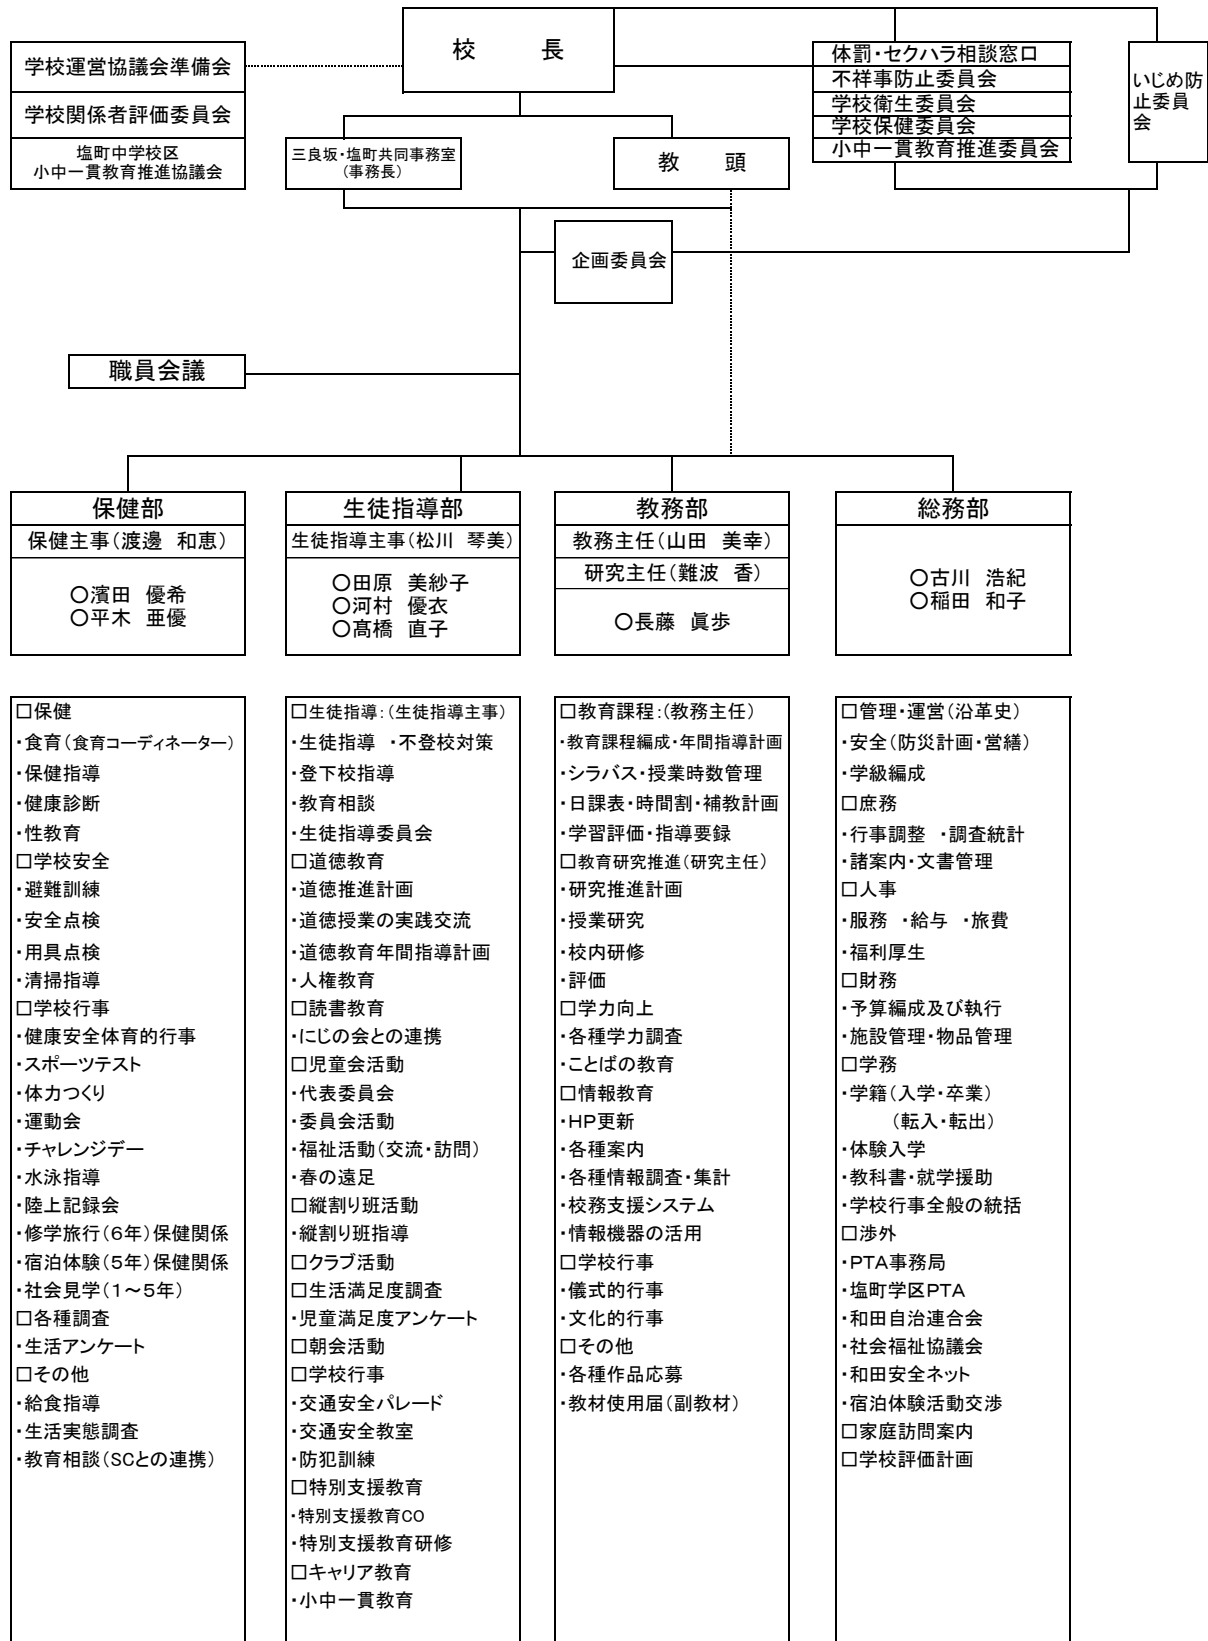 校　　長
学校運営協議会準備会
学校関係者評価委員会
塩町中学校区
小中一貫教育推進協議会
体罰・セクハラ相談窓口
不祥事防止委員会
学校衛生委員会
学校保健委員会
小中一貫教育推進委員会
いじめ防
止委員
会
三良坂・塩町共同事務室
(事務長)
教　　頭
企画委員会
職員会議
保健部
保健主事(渡邊　和恵)
○濱田　優希
○平木　亜優
生徒指導部
生徒指導主事(松川　琴美)
○田原　美紗子
○河村　優衣
○髙橋　直子
教務部
教務主任(山田　美幸)
研究主任(難波　香)
○長藤　眞歩
総務部
○古川　浩紀
○稲田　和子
□保健
・食育(食育コーディネーター)
・保健指導
・健康診断
・性教育
□学校安全
・避難訓練
・安全点検
・用具点検
・清掃指導
□学校行事
・健康安全体育的行事
・スポーツテスト
・体力つくり
・運動会
・チャレンジデー
・水泳指導
・陸上記録会
・修学旅行(6年)保健関係
・宿泊体験(5年)保健関係
・社会見学(1～5年)
□各種調査
・生活アンケート
□その他
・給食指導
・生活実態調査
・教育相談(SCとの連携)
□生徒指導:(生徒指導主事)
・生徒指導　・不登校対策
・登下校指導
・教育相談
・生徒指導委員会
□道徳教育
・道徳推進計画
・道徳授業の実践交流
・道徳教育年間指導計画
・人権教育
□読書教育
・にじの会との連携
□児童会活動
・代表委員会
・委員会活動
・福祉活動(交流・訪問)
・春の遠足
□縦割り班活動
・縦割り班指導
□クラブ活動
□生活満足度調査
・児童満足度アンケート
□朝会活動
□学校行事
・交通安全パレード
・交通安全教室
・防犯訓練
□特別支援教育
・特別支援教育CO
・特別支援教育研修
□キャリア教育
・小中一貫教育
□教育課程:(教務主任)
・教育課程編成・年間指導計画
・シラバス・授業時数管理
・日課表・時間割・補教計画
・学習評価・指導要録
□教育研究推進(研究主任)
・研究推進計画
・授業研究
・校内研修
・評価
□学力向上
・各種学力調査
・ことばの教育
□情報教育
・HP更新
・各種案内
・各種情報調査・集計
・校務支援システム
・情報機器の活用
□学校行事
・儀式的行事
・文化的行事
□その他
・各種作品応募
・教材使用届(副教材)
□管理・運営(沿革史)
・安全(防災計画・営繕)
・学級編成
□庶務
・行事調整　・調査統計
・諸案内・文書管理
□人事
・服務　・給与　・旅費
・福利厚生
□財務
・予算編成及び執行
・施設管理・物品管理
□学務
・学籍(入学・卒業)
(転入・転出)
・体験入学
・教科書・就学援助
・学校行事全般の統括
□渉外
・PTA事務局
・塩町学区PTA
・和田自治連合会
・社会福祉協議会
・和田安全ネット
・宿泊体験活動交渉
□家庭訪問案内
□学校評価計画